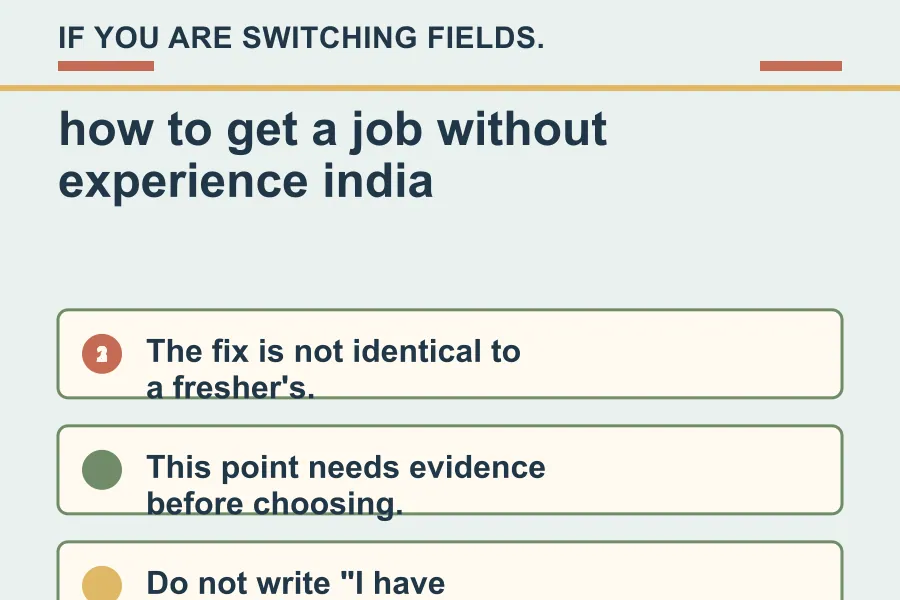 IF YOU ARE SWITCHING FIELDS.
how to get a job without
experience india
The fix is not identical to
a fresher's.
This point needs evidence
before choosing.
Do not write "I have